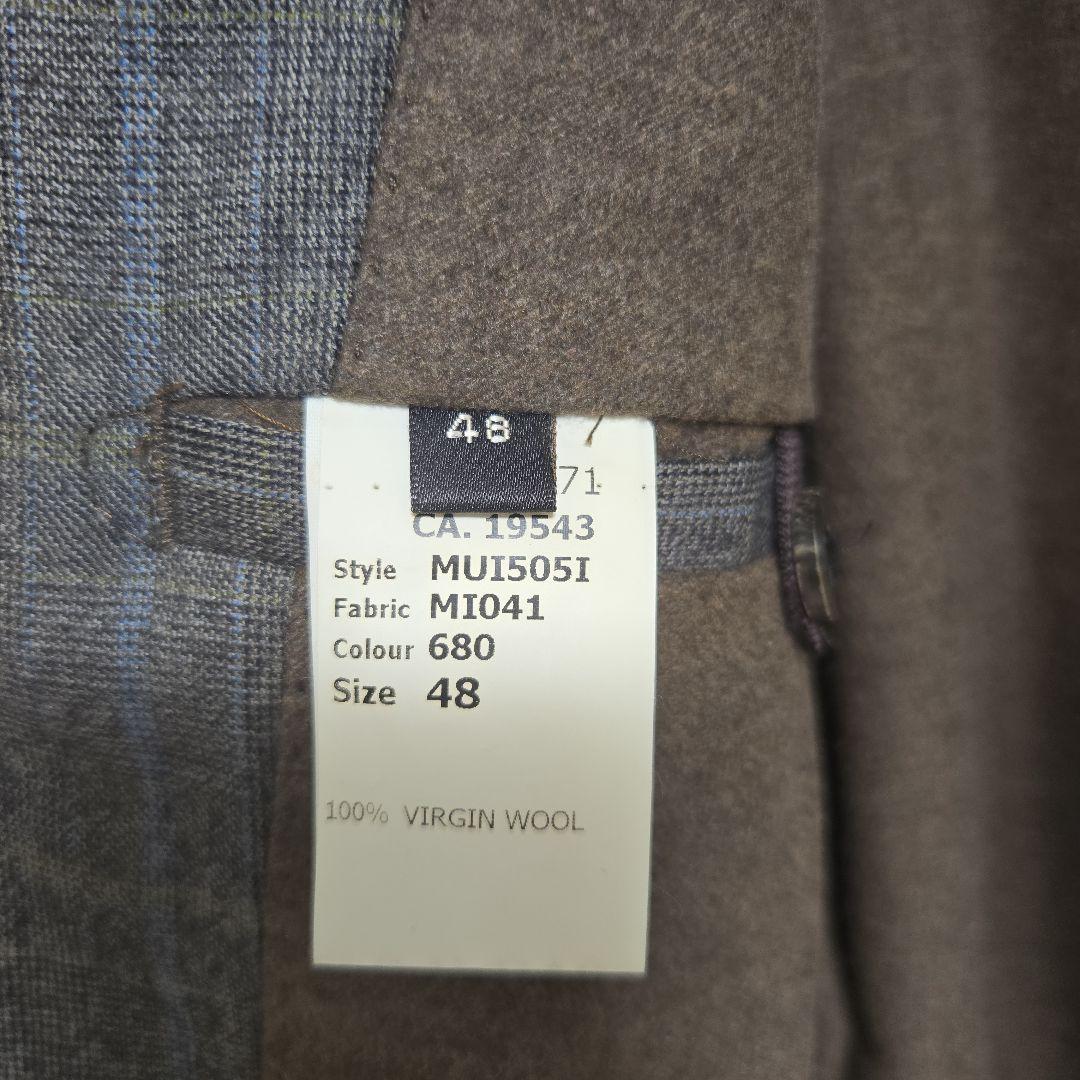 48
71
CA. 19543
Style MUI505I
Fabric MI041
Colour 680
Size 48
100% VIRGIN WOOL